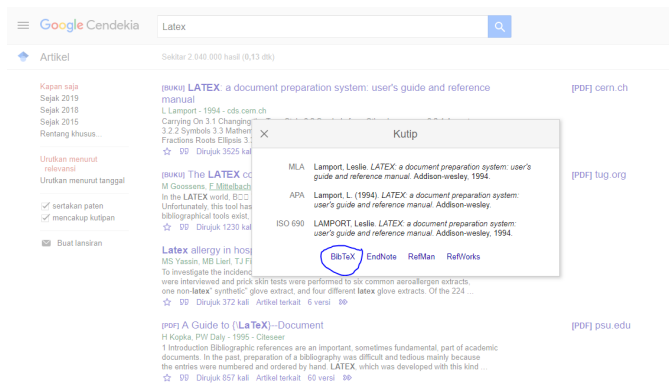 Google Cendekia
Latex
Artikel
Sekitar 2.040.000 hasil (0,13 dtk)
Kapan saja
Sejak 2019
Sejak 2018
Sejak 2015
Rentang khusus...
Urutkan menurut relevansi
Urutkan menurut tanggal
sertakan paten
mencakup kutipan
Buat lansiran
[BUKU] LATEX: a document preparation system: user's guide and reference
manual
L Lamport - 1994 - cds.cern.ch
Carrying On 3.1 Changing
3.2.2 Symbols 3.3 Mathem
Fractions Roots Ellipsis 3.
Dirujuk 3525 kal
[PDF] cern.ch
[BUKU] The LATEX co
M Goossens, F Mittelbach
In the LATEX world, B
Unfortunately, this tool has
bibliographical tools exist,
Dirujuk 1230 kal
[PDF] tug.org
Latex allergy in hosp
MS Yassin, MB Lierl, TJ Fi
To investigate the incidenc
were interviewed and prick skin tests were performed to six common aeroallergen extracts,
one non-latex" synthetic" glove extract, and four different latex glove extracts. Of the 224 ...
Dirujuk 372 kali Artikel terkait 6 versi
[PDF] A Guide to {\LaTeX}--Document
H Kopka, PW Daly - 1995 - Citeseer
1 Introduction Bibliographic references are an important, sometimes fundamental, part of academic
documents. In the past, preparation of a bibliography was difficult and tedious mainly because
the entries were numbered and ordered by hand. LATEX, which was developed with this kind ...
Dirujuk 857 kali Artikel terkait 60 versi
[PDF] psu.edu
Kutip
MLA Lamport, Leslie. LATEX: a document preparation system: user's
guide and reference manual. Addison-wesley, 1994.
APA Lamport, L. (1994). LATEX: a document preparation system:
user's guide and reference manual. Addison-wesley.
ISO 690 LAMPORT, Leslie. LATEX: a document preparation system:
user's guide and reference manual. Addison-wesley, 1994.
BibTeX EndNote RefMan RefWorks